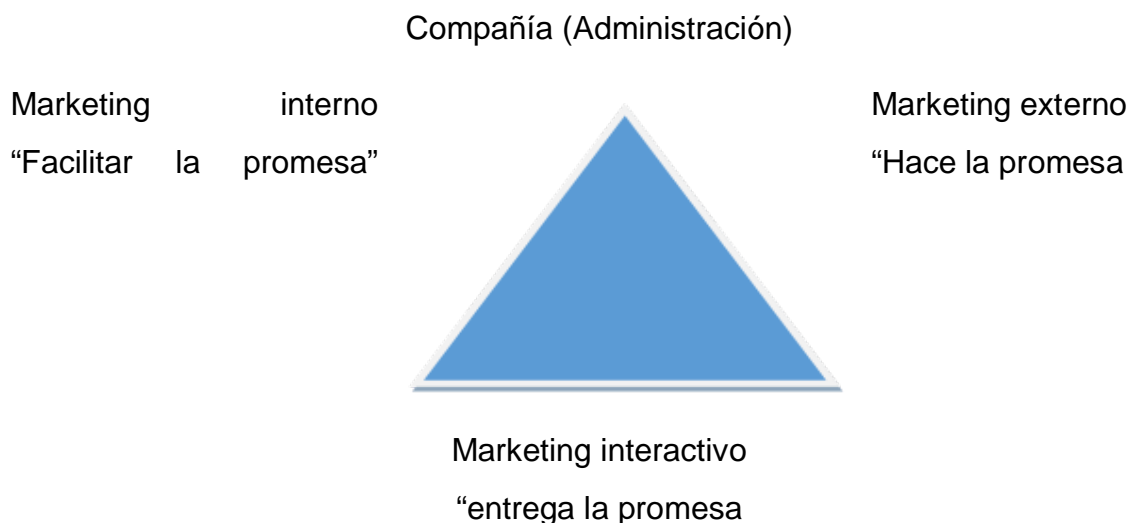 Compañía (Administración)
Marketing interno
“Facilitar la promesa”
Marketing externo
“Hace la promesa
Marketing interactivo
“entrega la promesa